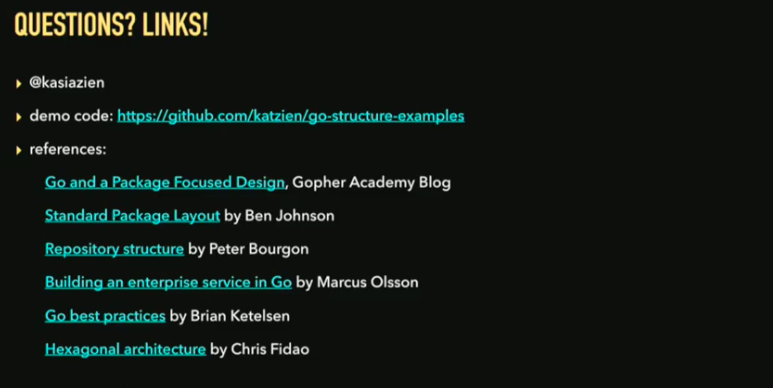 QUESTIONS? LINKS!
@kasiazien
demo code: https://github.com/katzien/go-structure-examples
references:
Go and a Package Focused Design, Gopher Academy Blog
Standard Package Layout by Ben Johnson
Repository structure by Peter Bourgon
Building an enterprise service in Go by Marcus Olsson
Go best practices by Brian Ketelsen
Hexagonal architecture by Chris Fidao